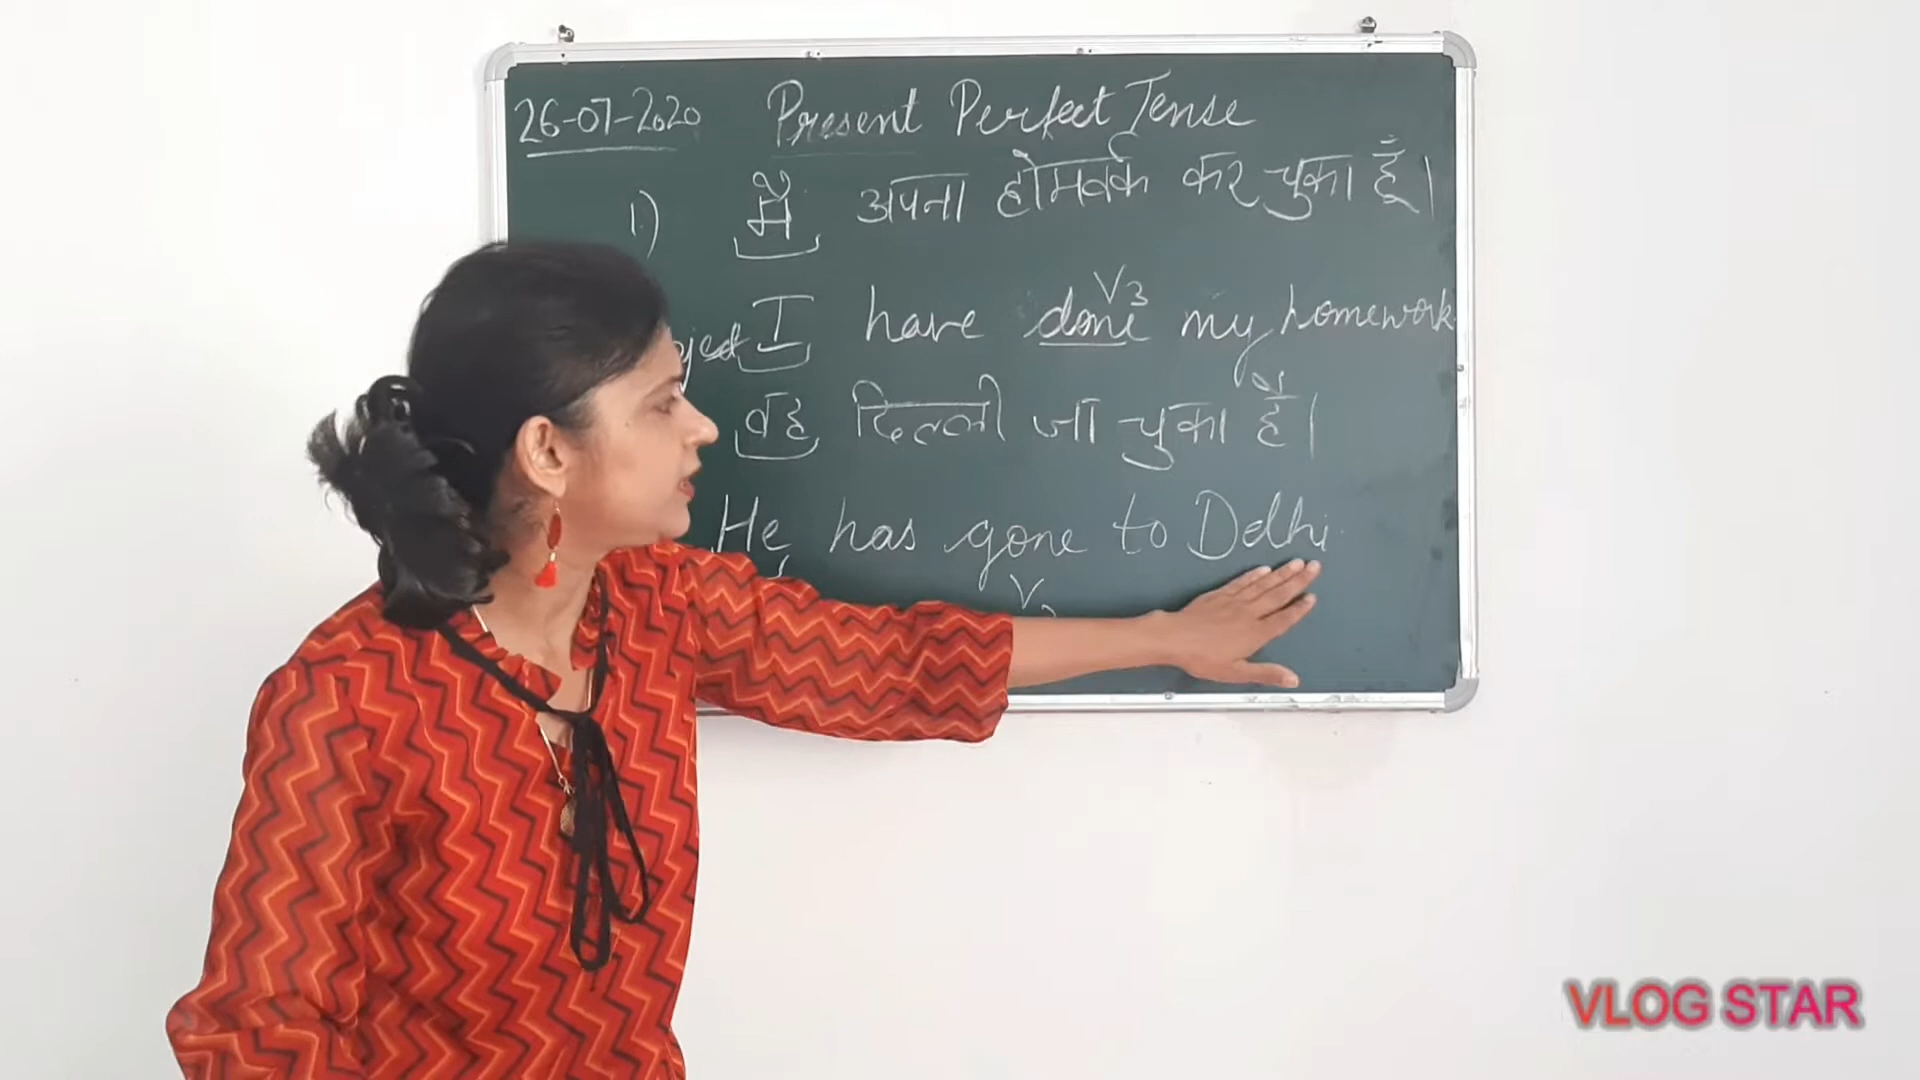 26-07-2020 Present Perfect Tense
1.) मैं अपना होमवर्क कर चुका हूँ।
V3
I have done my homework.
वह दिल्ली जा चुका है।
He has gone to Delhi.
V3
VLOG STAR